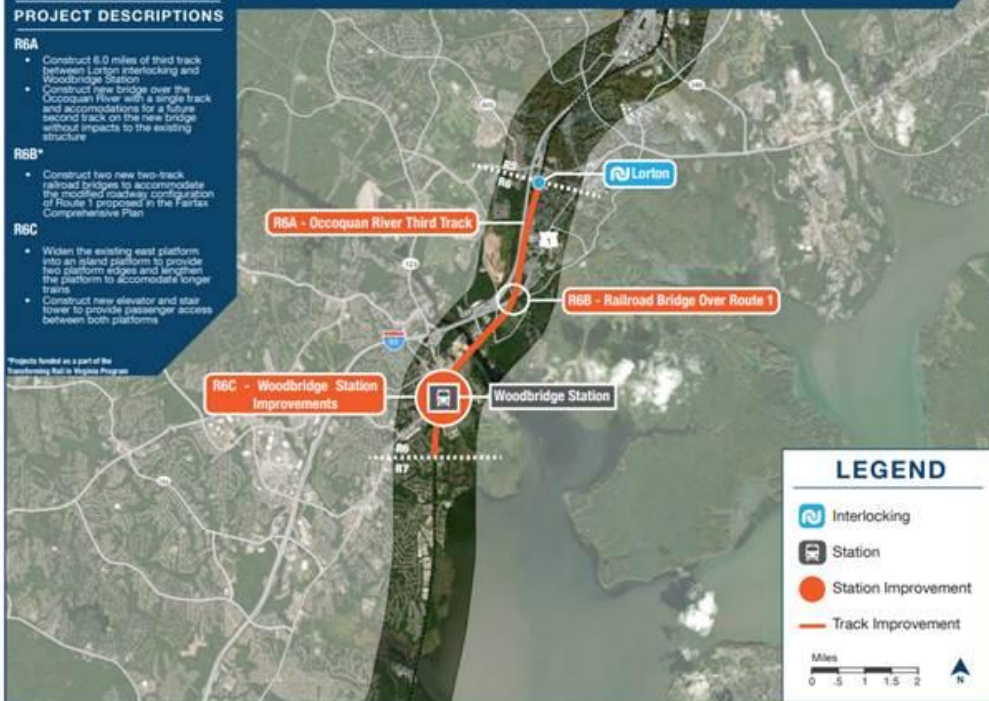 PROJECT DESCRIPTIONS
R6A
• Construct 6.0 miles of third track
between Lorton interlocking and
Woodbridge Station
• Construct new bridge over the
Occoquan River with a single track
and accomodations for a future
second track on the new bridge
without impacts to the existing
structure
R6B*
• Construct two new two-track
railroad bridges to accommodate
the modified roadway configuration
of Route 1 proposed in the Fairfax
Comprehensive Plan
R6C
• Widen the existing east platform
into an island platform to provide
two platform edges and lengthen
the platform to accomodate longer
trains
• Construct new elevator and stair
tower to provide passenger access
between both platforms
*Projects funded as a part of the
Transforming Rail in Virginia Program
R5
R6
Lorton
R6A - Occoquan River Third Track
1
123
R6B - Railroad Bridge Over Route 1
95
R6C - Woodbridge Station
Improvements
Woodbridge Station
R6
R7
LEGEND
Interlocking
Station
Station Improvement
Track Improvement
Miles
0 .5 1 1.5 2
N